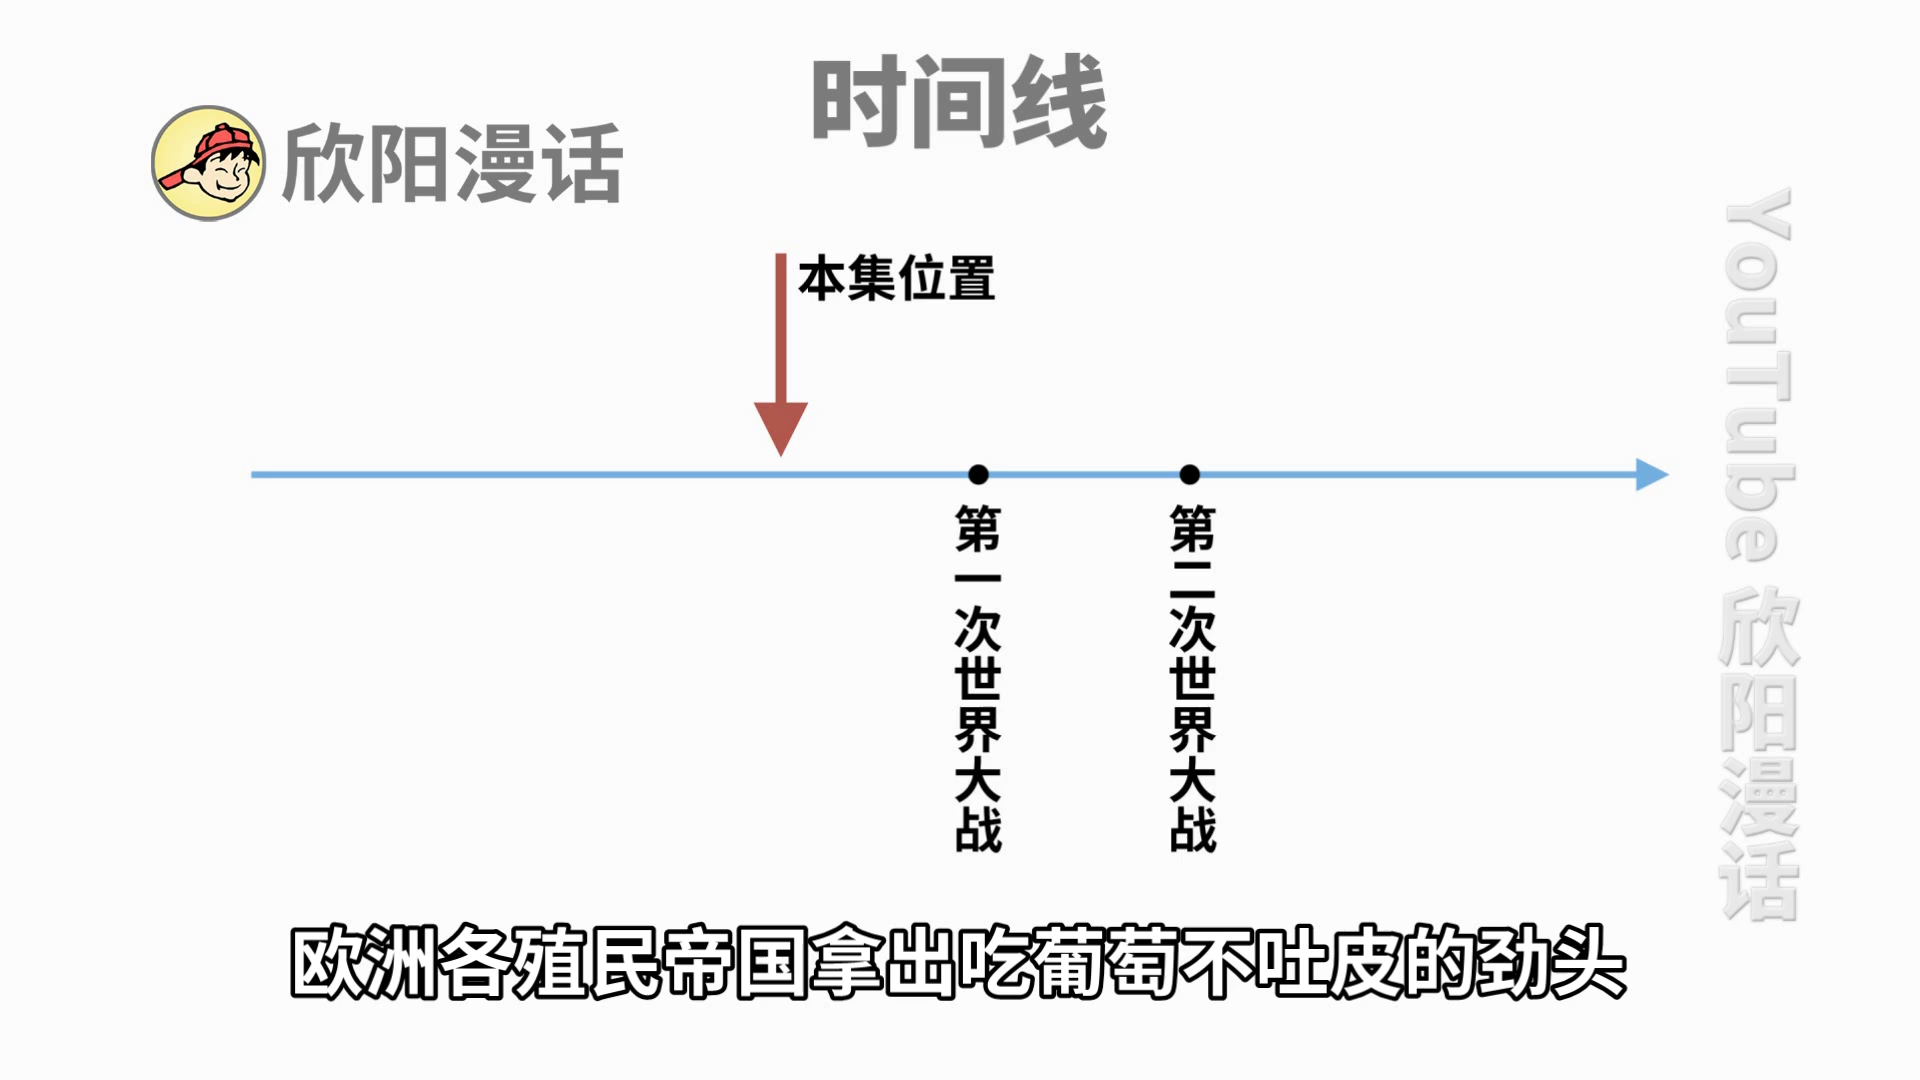 时间线
欣阳漫话
本集位置
第一次世界大战
第二次世界大战
YouTube 欣阳漫话
欧洲各殖民帝国拿出吃葡萄不吐皮的劲头